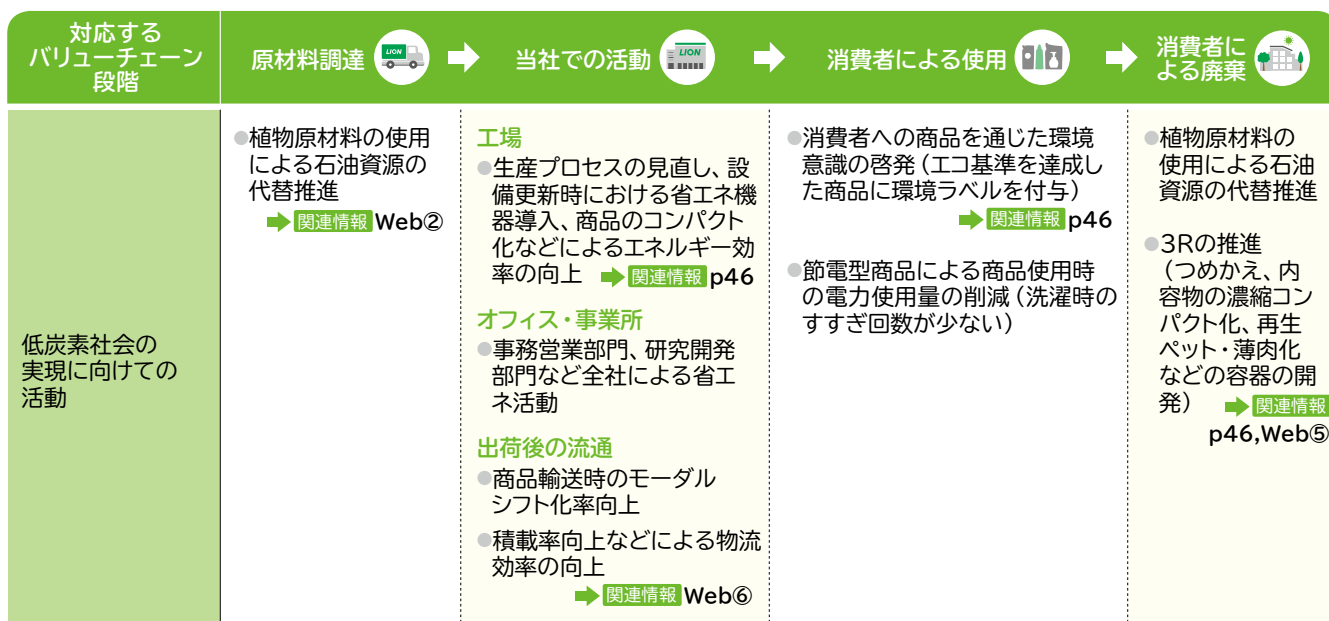 対応する
バリューチェーン
段階
原材料調達
LION
当社での活動
LION
消費者による使用
消費者に
よる廃棄
低炭素社会の
実現に向けての
活動
●植物原材料の使用
による石油資源の
代替推進
関連情報 Web②
工場
●生産プロセスの見直し、設
備更新時における省エネ機
器導入、商品のコンパクト
化などによるエネルギー効
率の向上 関連情報 p46
オフィス・事業所
●事務営業部門、研究開発
部門など全社による省エ
ネ活動
出荷後の流通
●商品輸送時のモーダル
シフト化率向上
●積載率向上などによる物流
効率の向上
関連情報 Web⑥
●消費者への商品を通じた環境
意識の啓発（エコ基準を達成し
た商品に環境ラベルを付与）
関連情報 p46
●節電型商品による商品使用時
の電力使用量の削減（洗濯時の
すすぎ回数が少ない）
●植物原材料の
使用による石油
資源の代替推進
●3Rの推進
（つめかえ、内
容物の濃縮コン
パクト化、再生
ペット・薄肉化
などの容器の開
発） 関連情報
p46,Web⑤